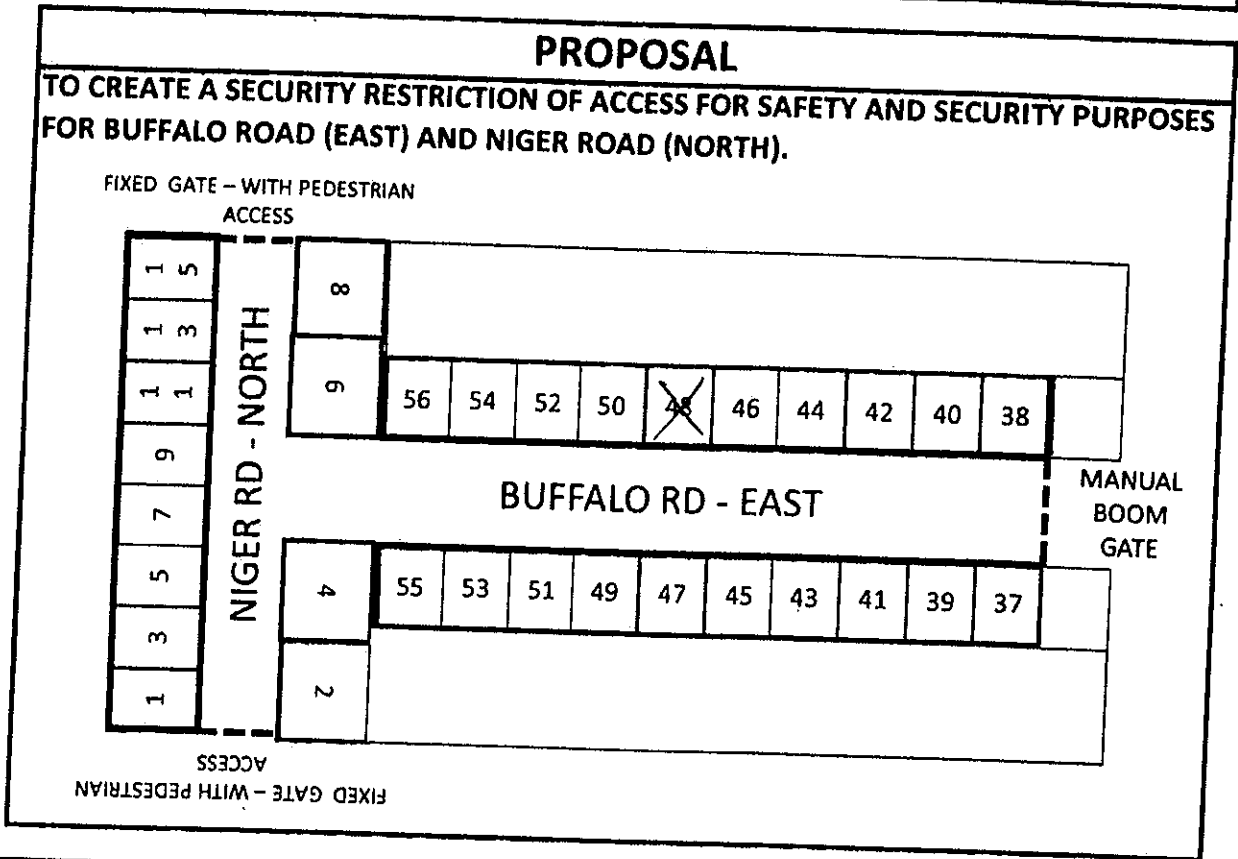 PROPOSAL
TO CREATE A SECURITY RESTRICTION OF ACCESS FOR SAFETY AND SECURITY PURPOSES
FOR BUFFALO ROAD (EAST) AND NIGER ROAD (NORTH).
FIXED GATE – WITH PEDESTRIAN
ACCESS
15
13
11
9
7
5
3
1
NIGER RD - NORTH
8
6
56 54 52 50 48 46 44 42 40 38
BUFFALO RD - EAST
MANUAL
BOOM
GATE
4
2
55 53 51 49 47 45 43 41 39 37
FIXED GATE – WITH PEDESTRIAN
ACCESS